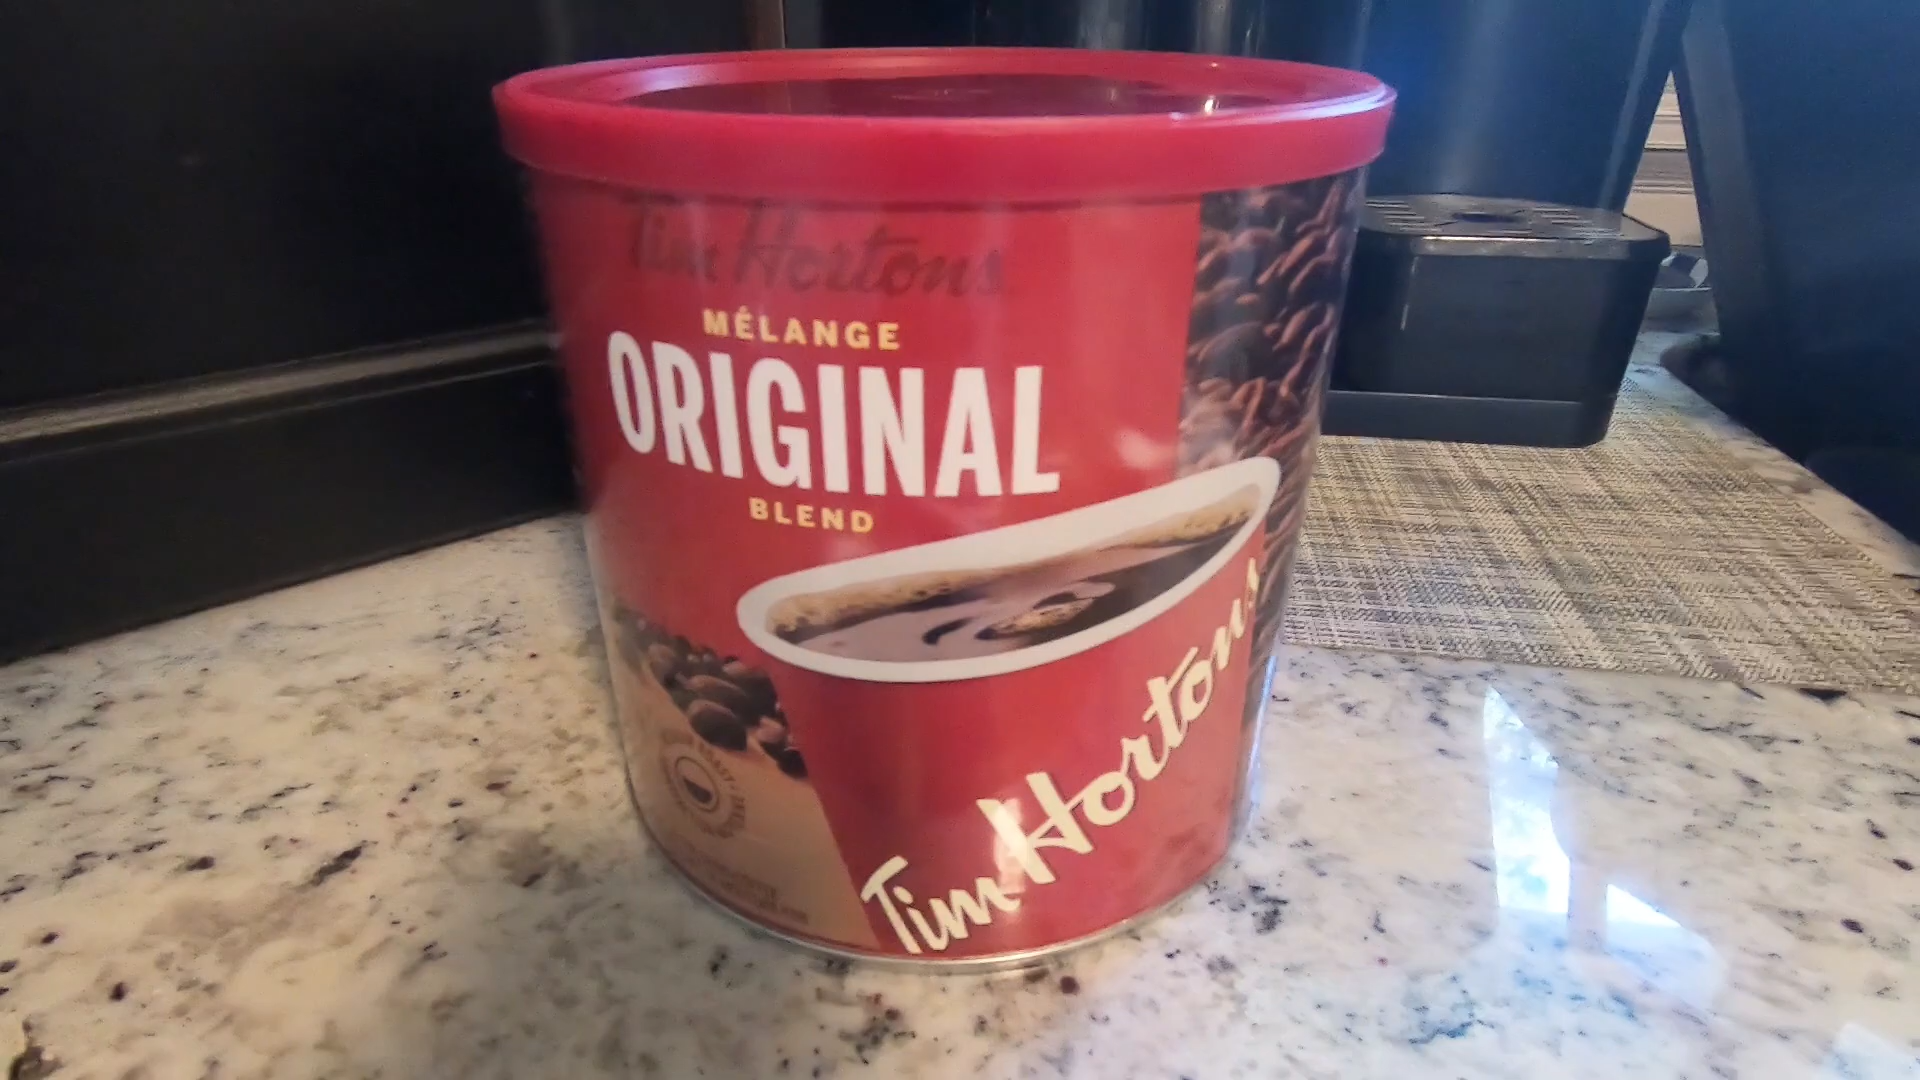 Tim Hortons
MÉLANGE
ORIGINAL
BLEND
Tim Hortons